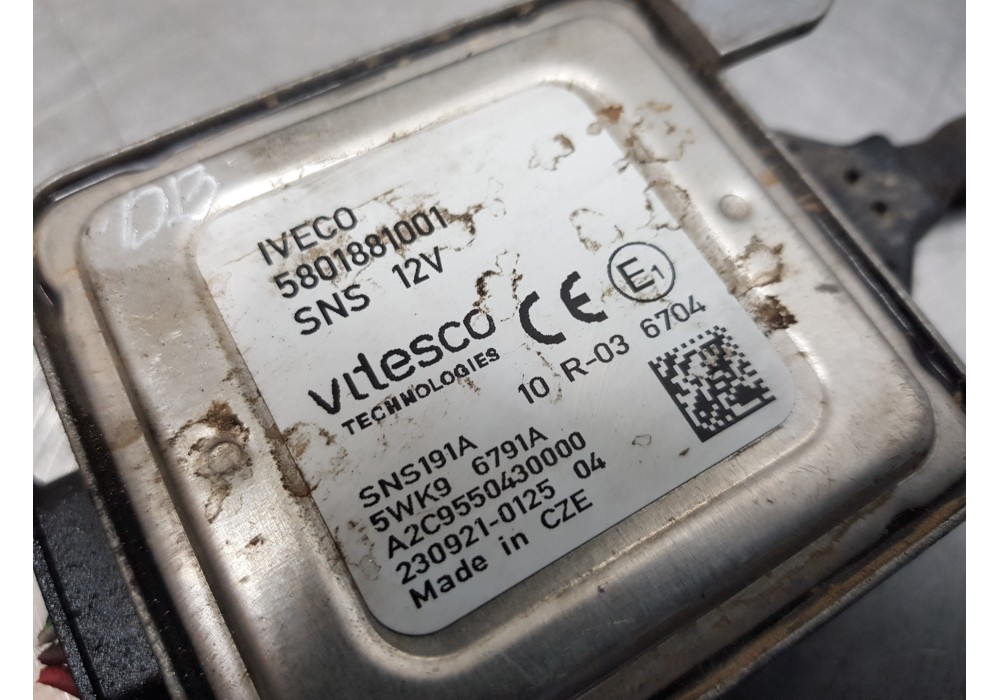 DB
IVECO
5801881001
SNS 12V
vitesco
TECHNOLOGIES
CE
E1
10 R-03 6704
SNS191A
5WK9 6791A
A2C9550430000
230921-0125 04
Made in CZE